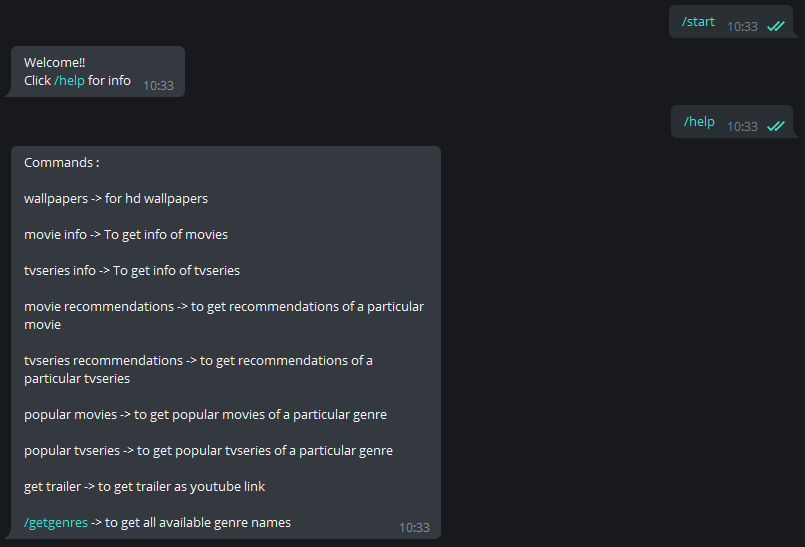 /start 10:33
Welcome!!
Click /help for info 10:33
/help 10:33
Commands :
wallpapers -> for hd wallpapers
movie info -> To get info of movies
tvseries info -> To get info of tvseries
movie recommendations -> to get recommendations of a particular
movie
tvseries recommendations -> to get recommendations of a
particular tvseries
popular movies -> to get popular movies of a particular genre
popular tvseries -> to get popular tvseries of a particular genre
get trailer -> to get trailer as youtube link
/getgenres -> to get all available genre names 10:33